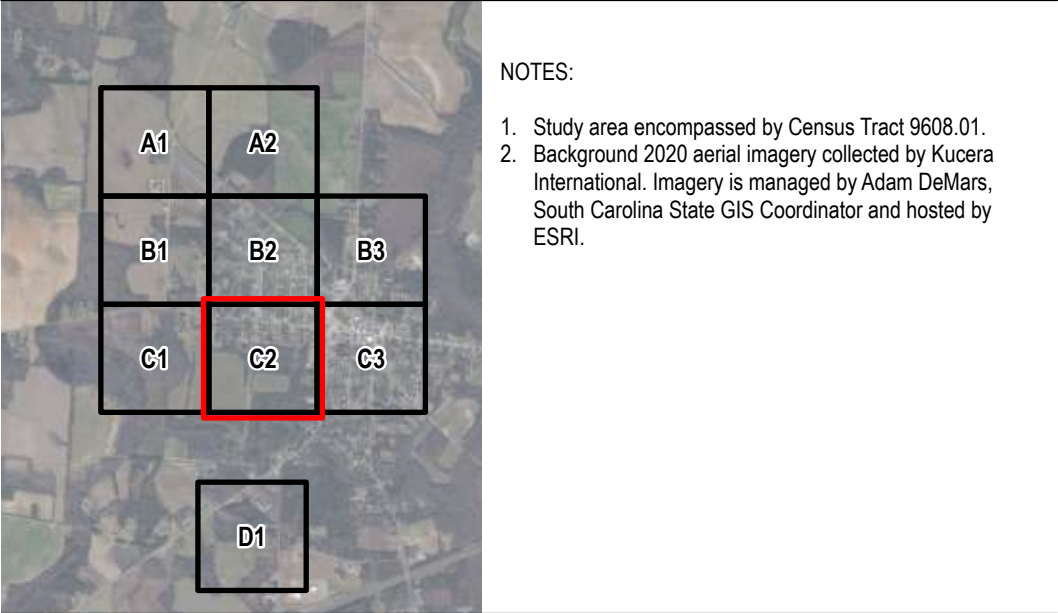 A1 A2
B1 B2 B3
C1 C2 C3
D1
NOTES:
1. Study area encompassed by Census Tract 9608.01.
2. Background 2020 aerial imagery collected by Kucera
International. Imagery is managed by Adam DeMars,
South Carolina State GIS Coordinator and hosted by
ESRI.